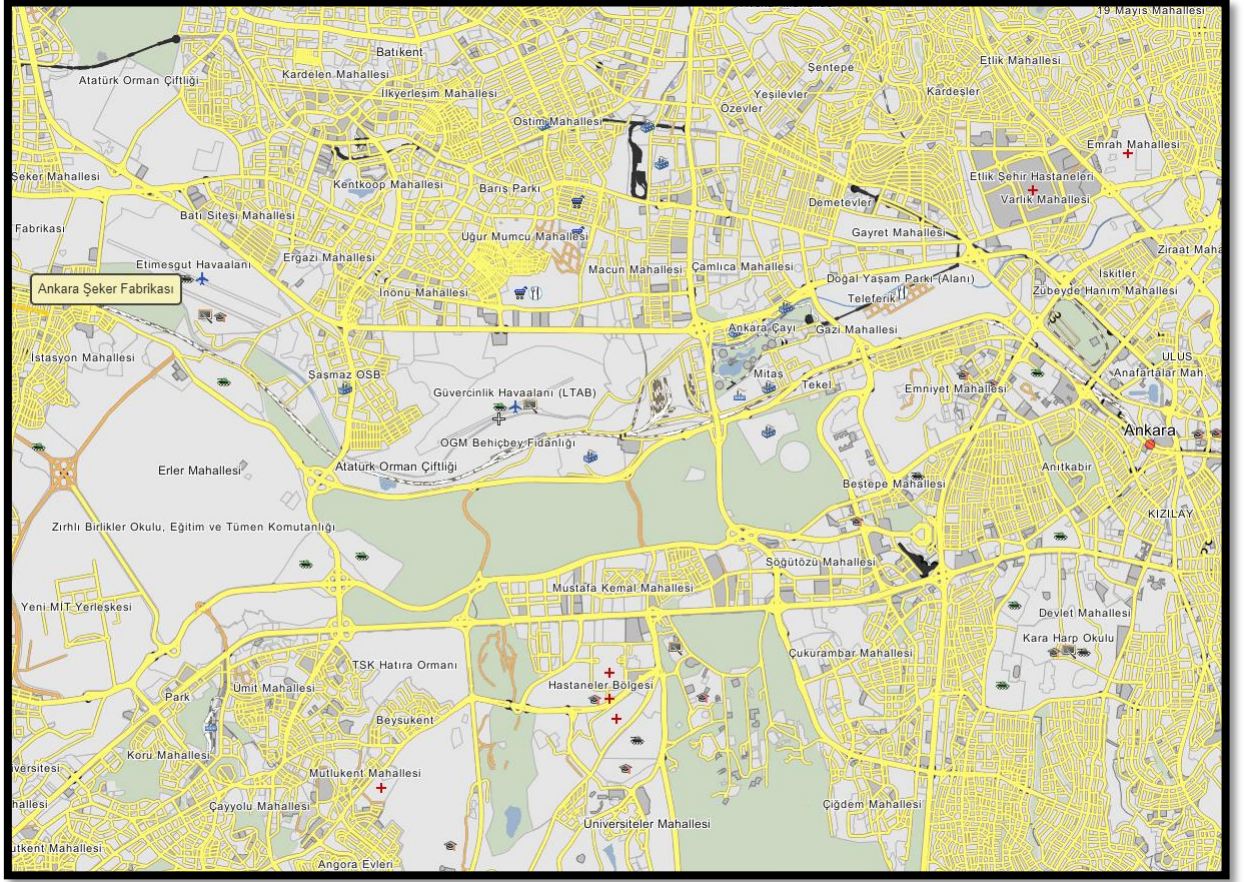 19 Mayıs Mahallesi
Batıkent
Etlik Mahallesi
Şentepe
Kardelen Mahallesi
Atatürk Orman Çiftliği
İlkyerleşim Mahallesi
Yeşilevler
Kardeşler
Özevler
Ostim Mahallesi
Emrah Mahallesi
Şeker Mahallesi
Etlik Şehir Hastaneleri
Kentkoop Mahallesi
Barış Parkı
Varlık Mahallesi
Demetevler
Batı Sitesi Mahallesi
Fabrikası
Uğur Mumcu Mahallesi
Gayret Mahallesi
Ziraat Maha
Ergazi Mahallesi
Etimesgut Havaalanı
Macun Mahallesi
Çamlıca Mahallesi
İskitler
Doğal Yaşam Parkı (Alanı)
Ankara Şeker Fabrikası
İnönü Mahallesi
Zübeyde Hanım Mahallesi
Teleferik
Ankara Çayı
Gazi Mahallesi
İstasyon Mahallesi
ULUS
Şaşmaz OSB
Mitaş
Anafartalar Mah
Tekel
Emniyet Mahallesi
Güvercinlik Havaalanı (LTAB)
Ankara
OGM Behiçbey Fidanlığı
Erler Mahallesi
Atatürk Orman Çiftliği
Anıtkabir
Beştepe Mahallesi
KIZILAY
Zırhlı Birlikler Okulu, Eğitim ve Tümen Komutanlığı
Söğütözü Mahallesi
Mustafa Kemal Mahallesi
Yeni MİT Yerleşkesi
Devlet Mahallesi
Kara Harp Okulu
Çukurambar Mahallesi
TSK Hatıra Ormanı
Hastaneler Bölgesi
Ümit Mahallesi
Park
Beysukent
Koru Mahallesi
versitesi
Mutlukent Mahallesi
hallesi
Çayyolu Mahallesi
Çiğdem Mahallesi
Üniversiteler Mahallesi
utkent Mahallesi
Angora Evleri